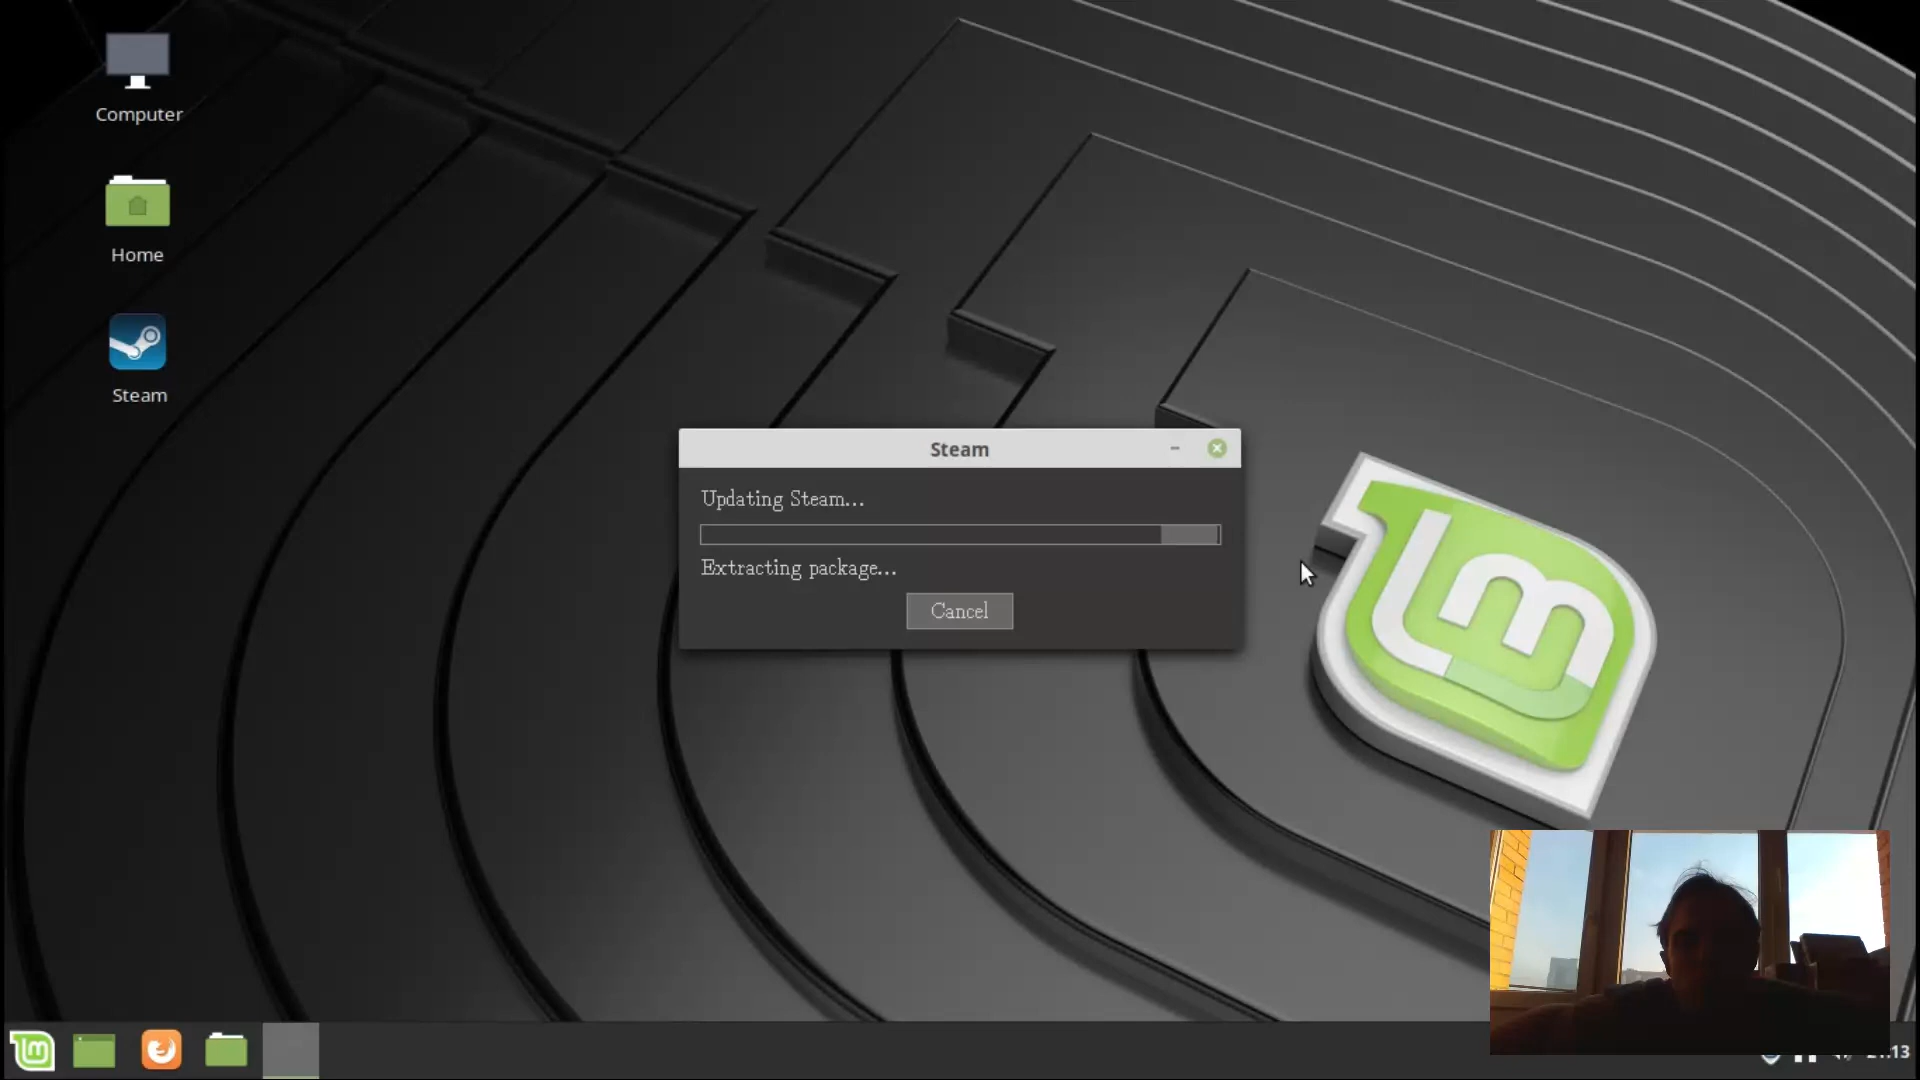 Computer
Home
Steam
Steam
Updating Steam...
Extracting package...
Cancel